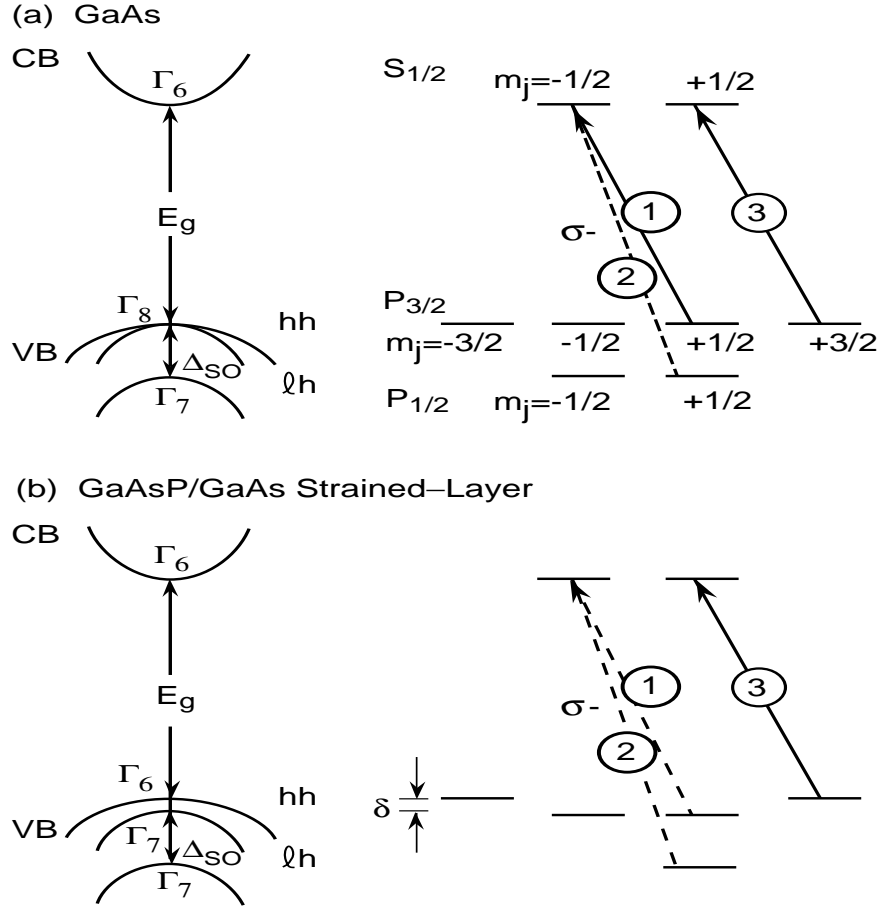 (a) GaAs
CB
Γ6
S1/2
mj=-1/2
+1/2
Eg
1
3
σ-
2
Γ8
hh
P3/2
VB
mj=-3/2
-1/2
+1/2
+3/2
ΔSO
ℓh
Γ7
P1/2
mj=-1/2
+1/2
(b) GaAsP/GaAs Strained–Layer
CB
Γ6
Eg
1
3
σ-
2
Γ6
hh
δ
VB
Γ7
ΔSO
ℓh
Γ7